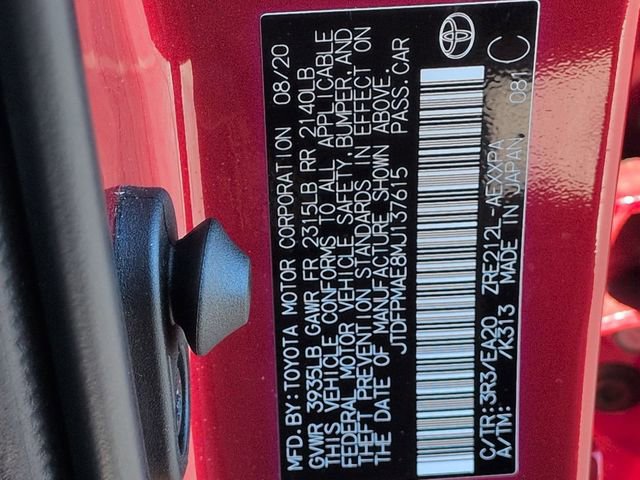 MFD.BY:TOYOTA MOTOR CORPORATION 08/20
GVWR 3935LB GAWR FR 2315LB RR 2140LB
THIS VEHICLE CONFORMS TO ALL APPLICABLE
FEDERAL MOTOR VEHICLE SAFETY, BUMPER, AND
THEFT PREVENTION STANDARDS IN EFFECT ON
THE DATE OF MANUFACTURE SHOWN ABOVE.
JTDFPMAE8MJ137615 PASS.CAR
C/TR:3R3/EA20 ZRE212L-AEXXPA
A/TM: /K313 MADE IN JAPAN 081
C